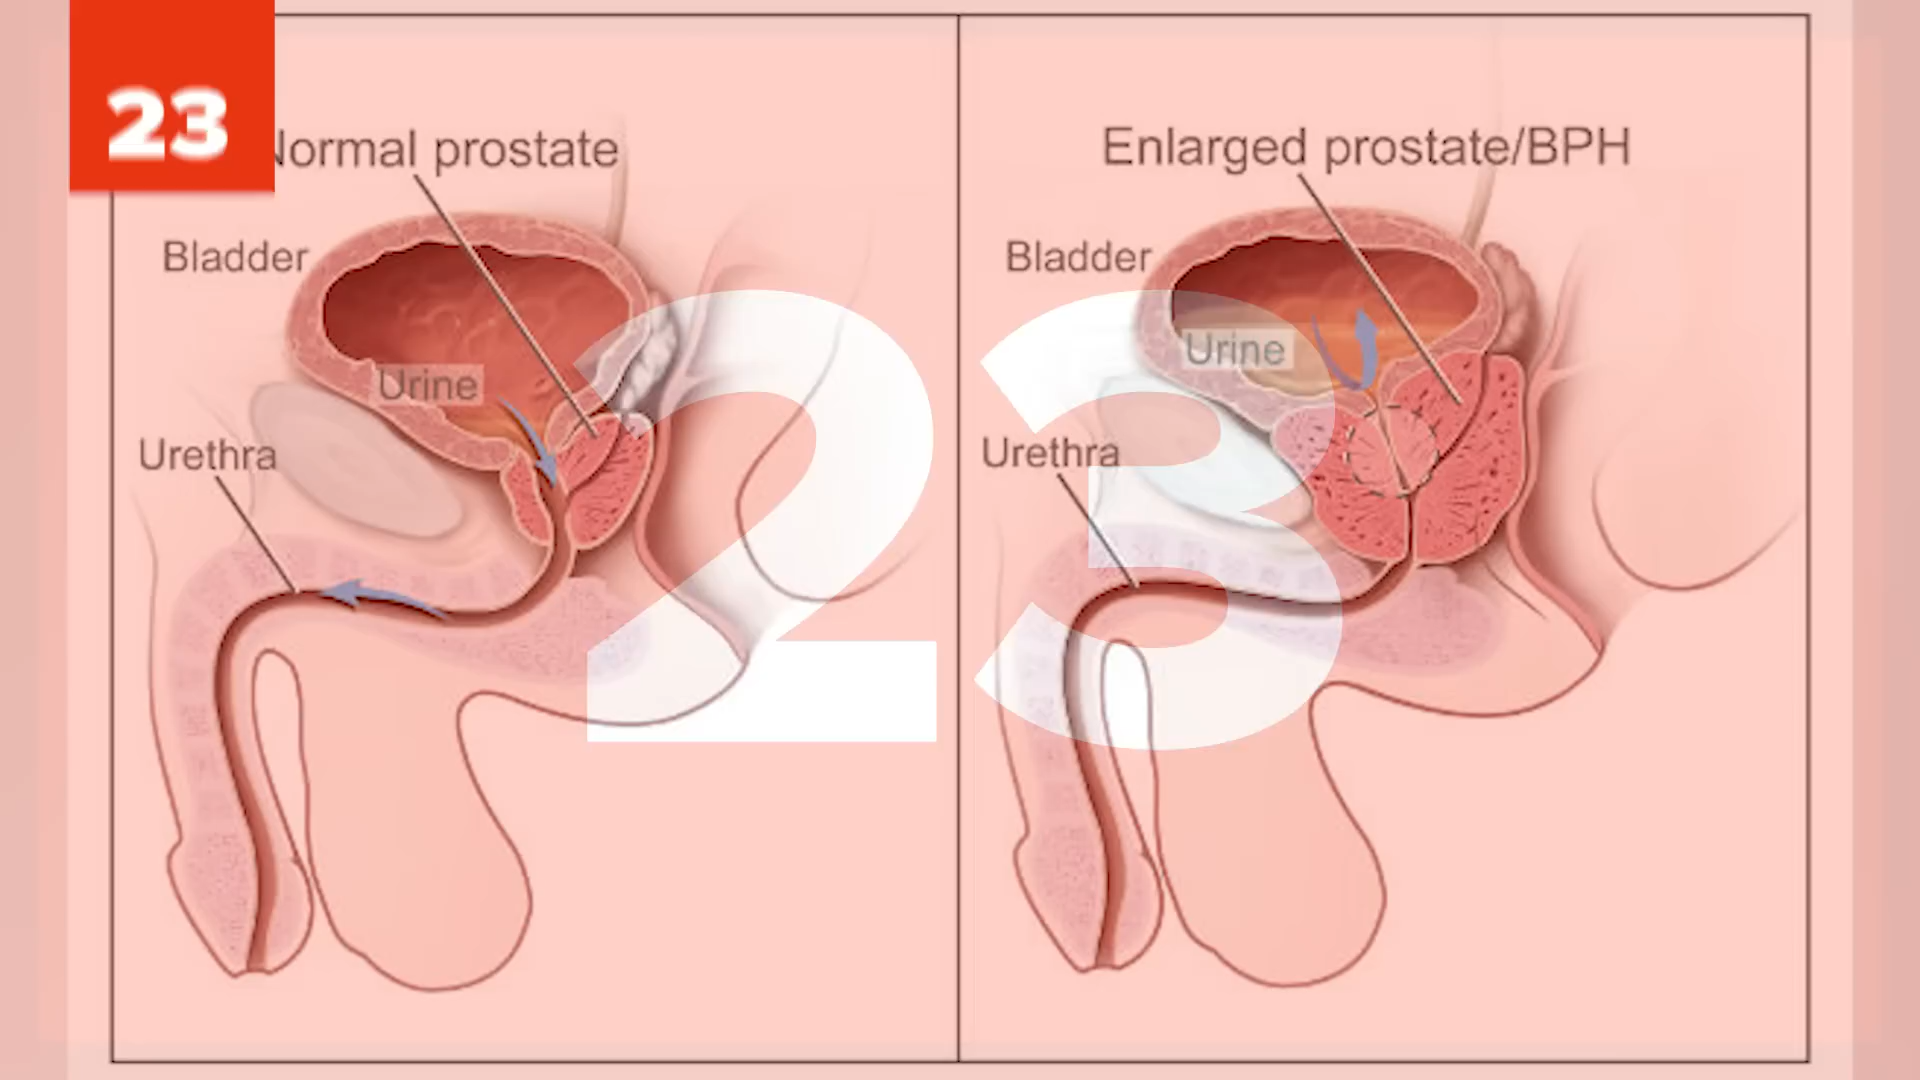 23
Normal prostate
Bladder
Urine
Urethra
23
Enlarged prostate/BPH
Bladder
Urine
Urethra